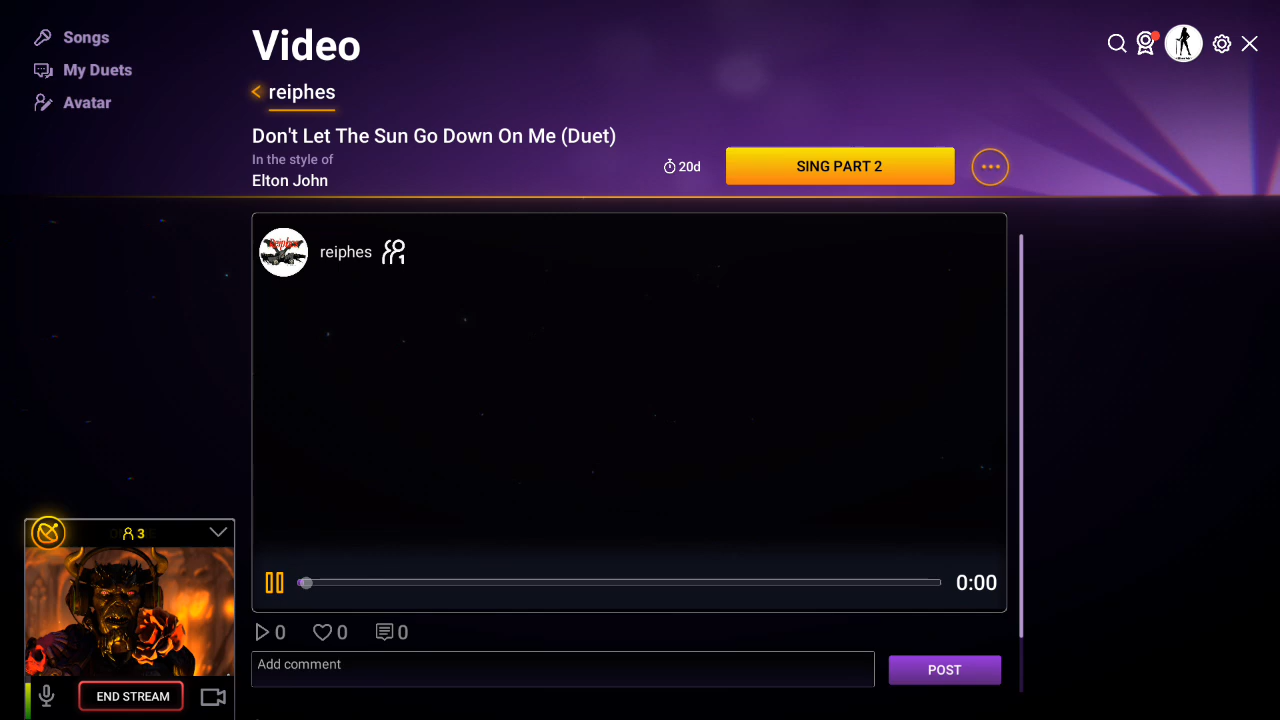 Songs
My Duets
Avatar
Video
reiphes
Don't Let The Sun Go Down On Me (Duet)
In the style of
Elton John
20d
SING PART 2
reiphes
0:00
0
0
0
Add comment
POST
3
END STREAM